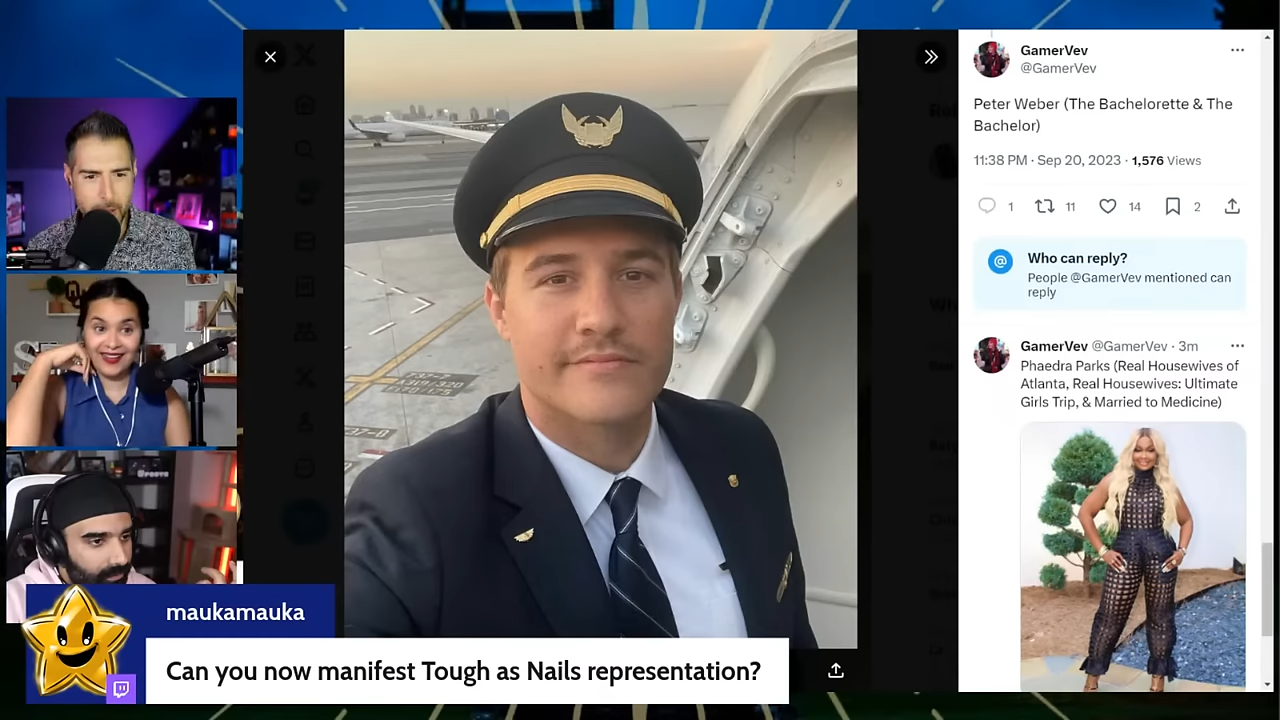 GamerVev
@GamerVev
Peter Weber (The Bachelorette & The
Bachelor)
11:38 PM · Sep 20, 2023 · 1,576 Views
1
11
14
2
Who can reply?
People @GamerVev mentioned can
reply
GamerVev @GamerVev · 3m
Phaedra Parks (Real Housewives of
Atlanta, Real Housewives: Ultimate
Girls Trip, & Married to Medicine)
maukamauka
Can you now manifest Tough as Nails representation?